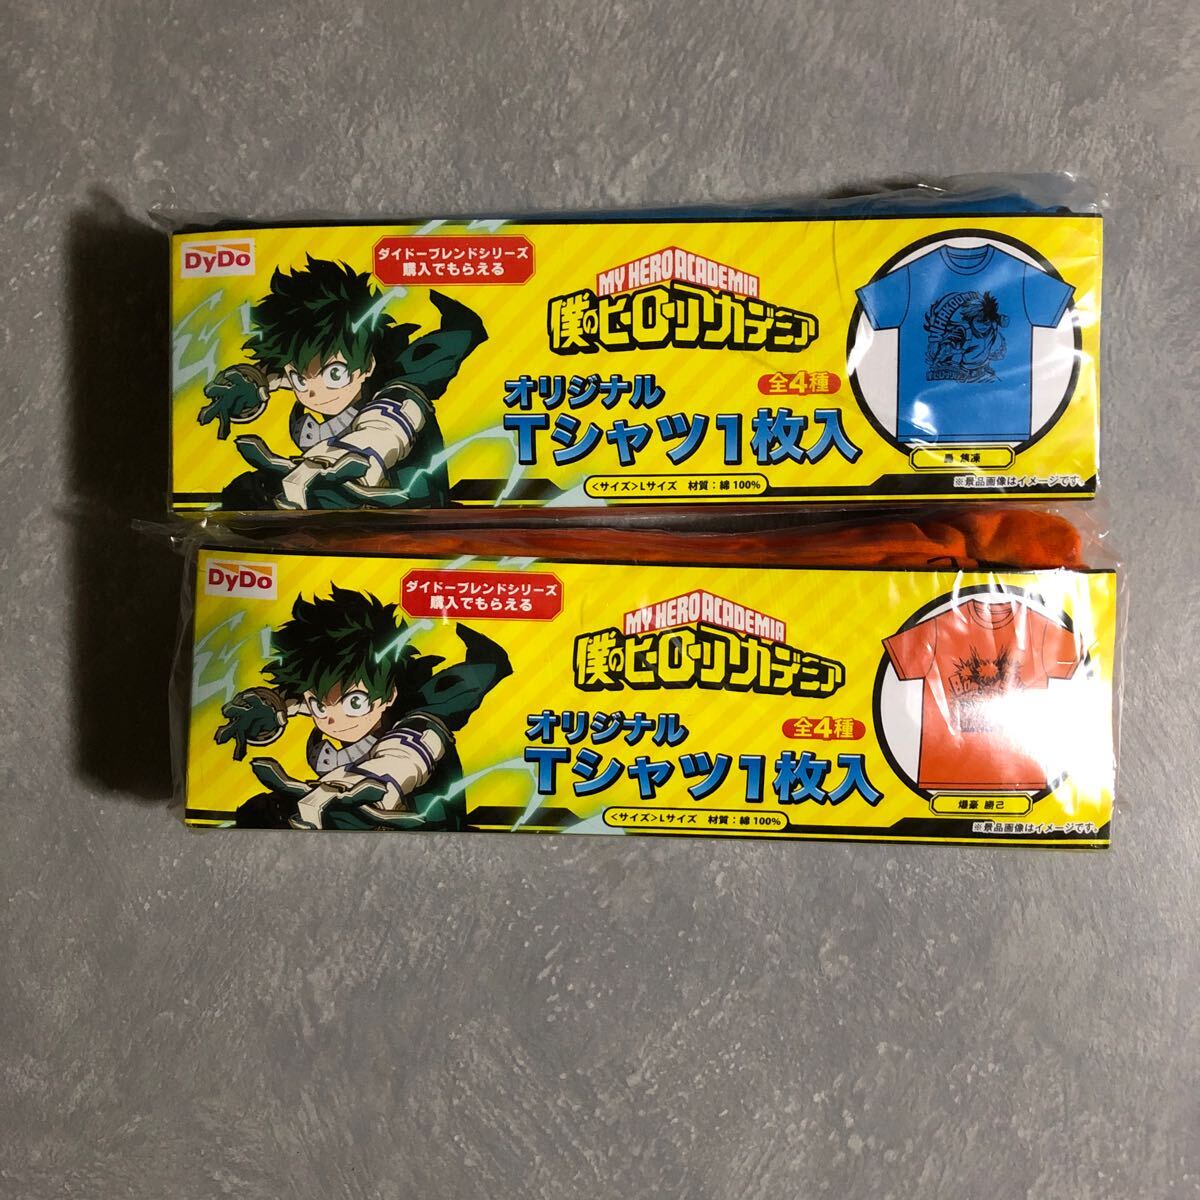 DyDo
ダイドーブレンドシリーズ
購入でもらえる
MY HERO ACADEMIA
僕のヒーローアカデミア
オリジナル
全4種
Tシャツ1枚入
<サイズ>Lサイズ 材質：綿100%
轟 焦凍
※景品画像はイメージです。
DyDo
ダイドーブレンドシリーズ
購入でもらえる
MY HERO ACADEMIA
僕のヒーローアカデミア
オリジナル
全4種
Tシャツ1枚入
<サイズ>Lサイズ 材質：綿100%
爆豪 勝己
※景品画像はイメージです。